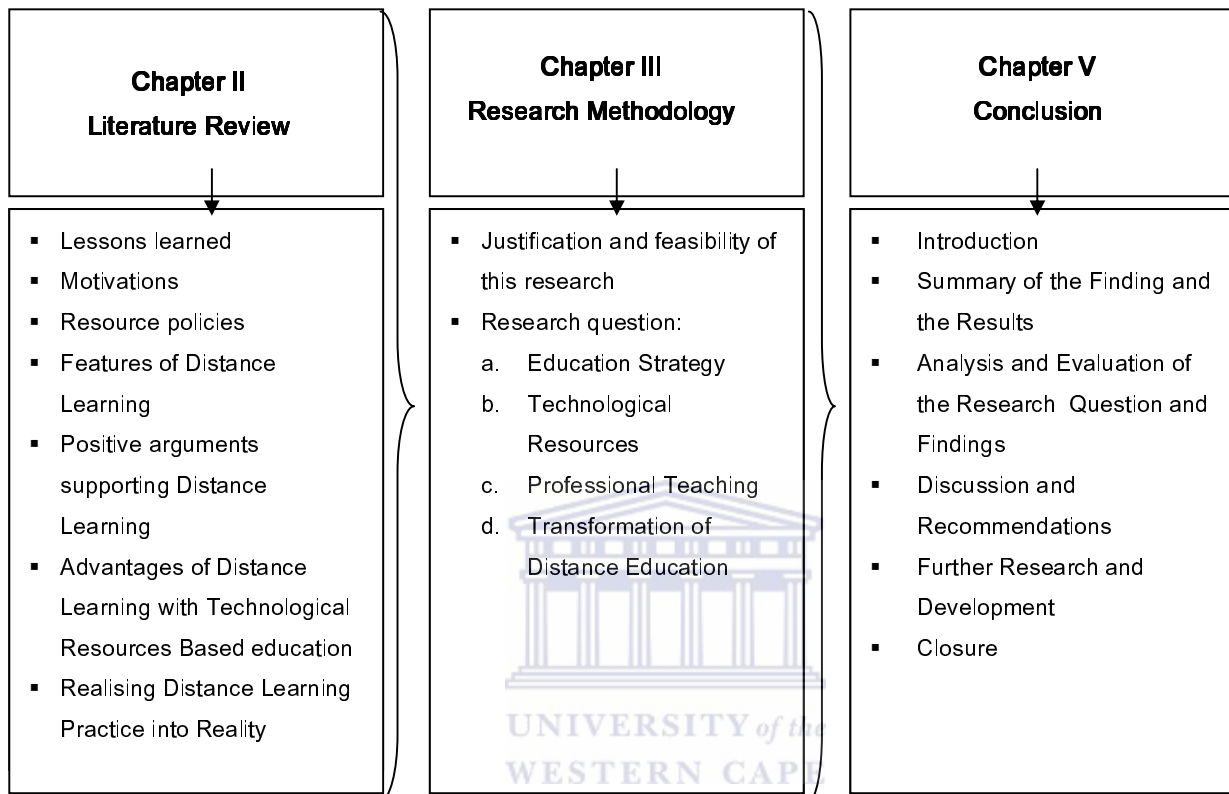 Chapter II
Literature Review
▪ Lessons learned
▪ Motivations
▪ Resource policies
▪ Features of Distance
Learning
▪ Positive arguments
supporting Distance
Learning
▪ Advantages of Distance
Learning with Technological
Resources Based education
▪ Realising Distance Learning
Practice into Reality
Chapter III
Research Methodology
▪ Justification and feasibility of
this research
▪ Research question:
a. Education Strategy
b. Technological
Resources
c. Professional Teaching
d. Transformation of
Distance Education
Chapter V
Conclusion
▪ Introduction
▪ Summary of the Finding and
the Results
▪ Analysis and Evaluation of
the Research Question and
Findings
▪ Discussion and
Recommendations
▪ Further Research and
Development
▪ Closure
UNIVERSITY of the
WESTERN CAPE